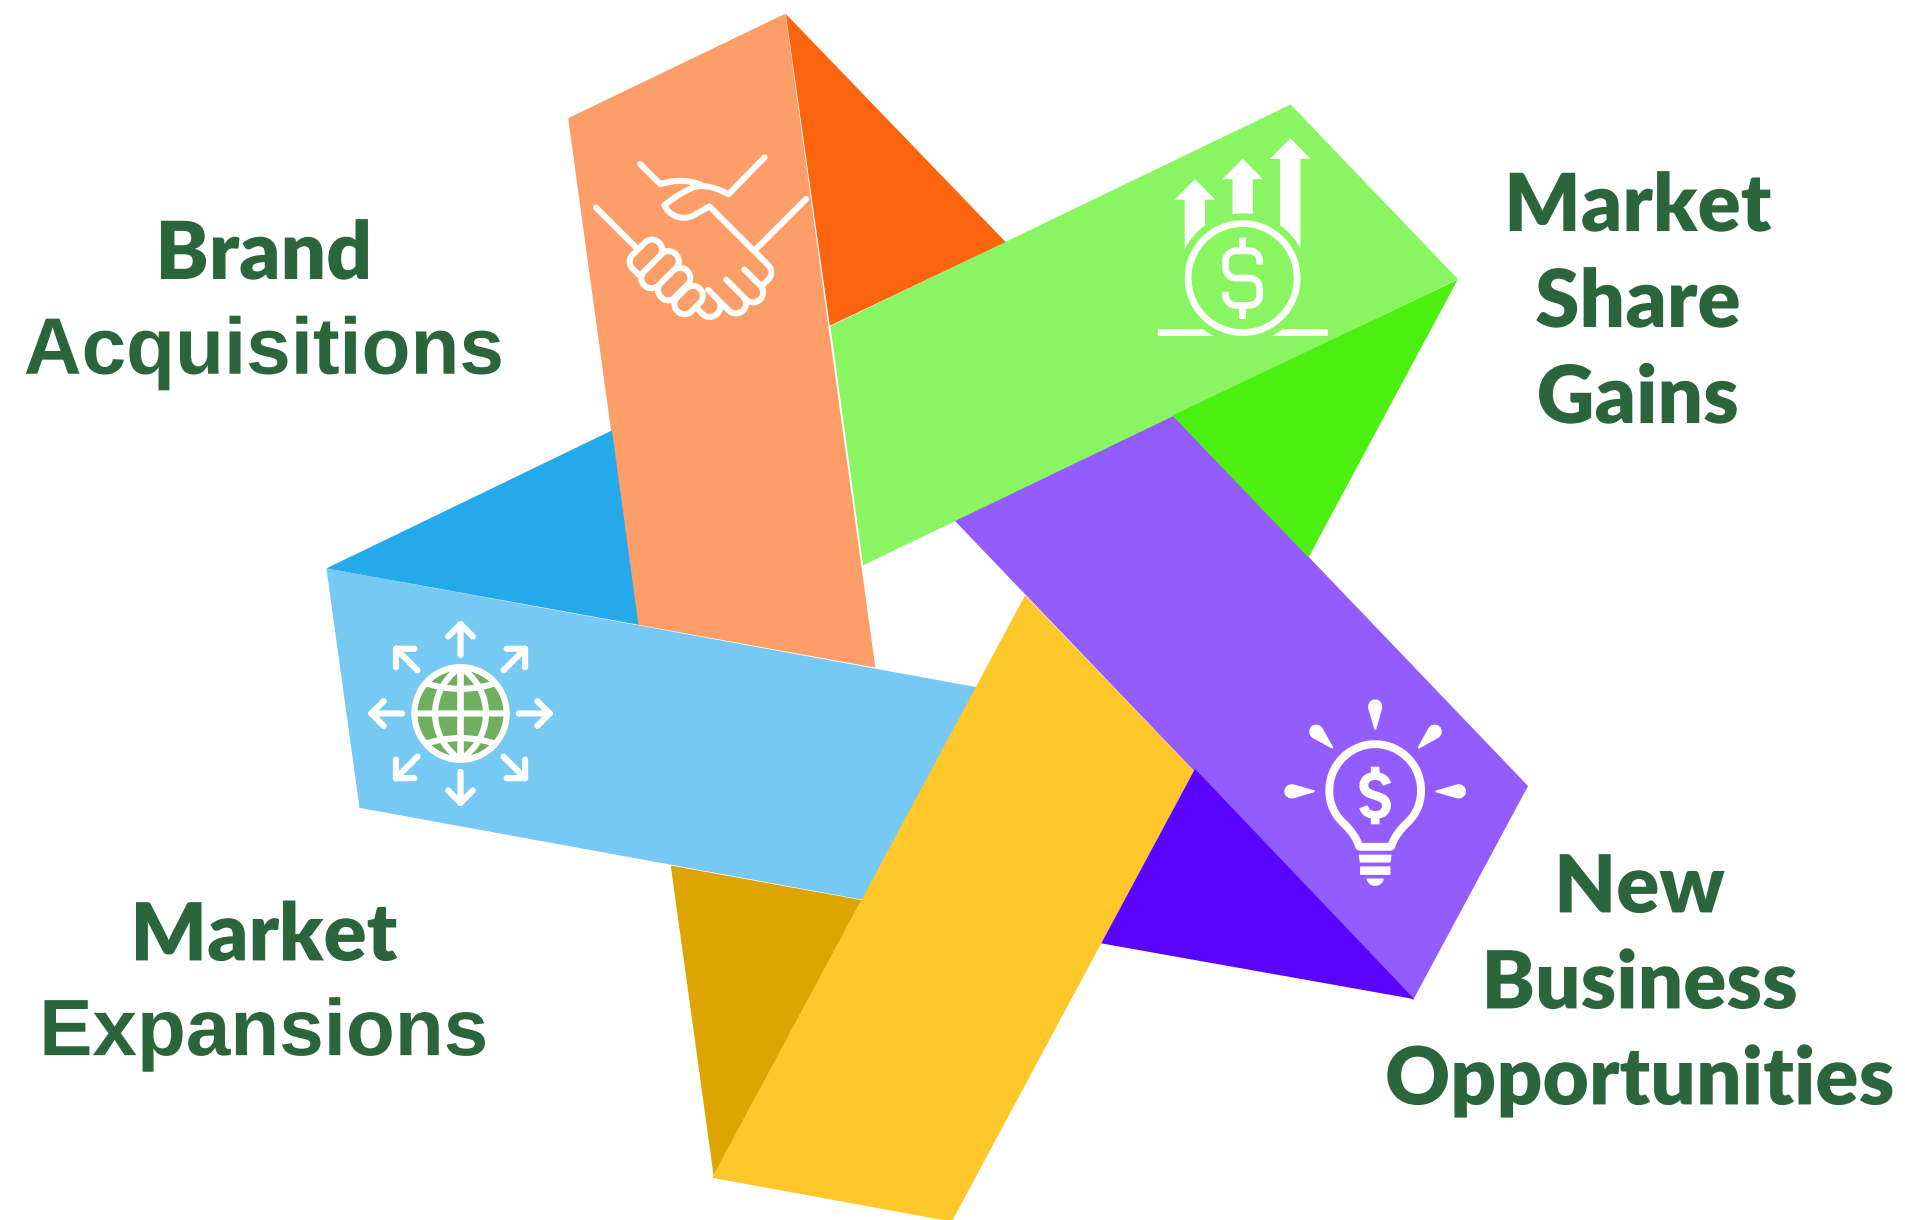 Brand
Acquisitions
Market
Share
Gains
Market
Expansions
New
Business
Opportunities
$
$